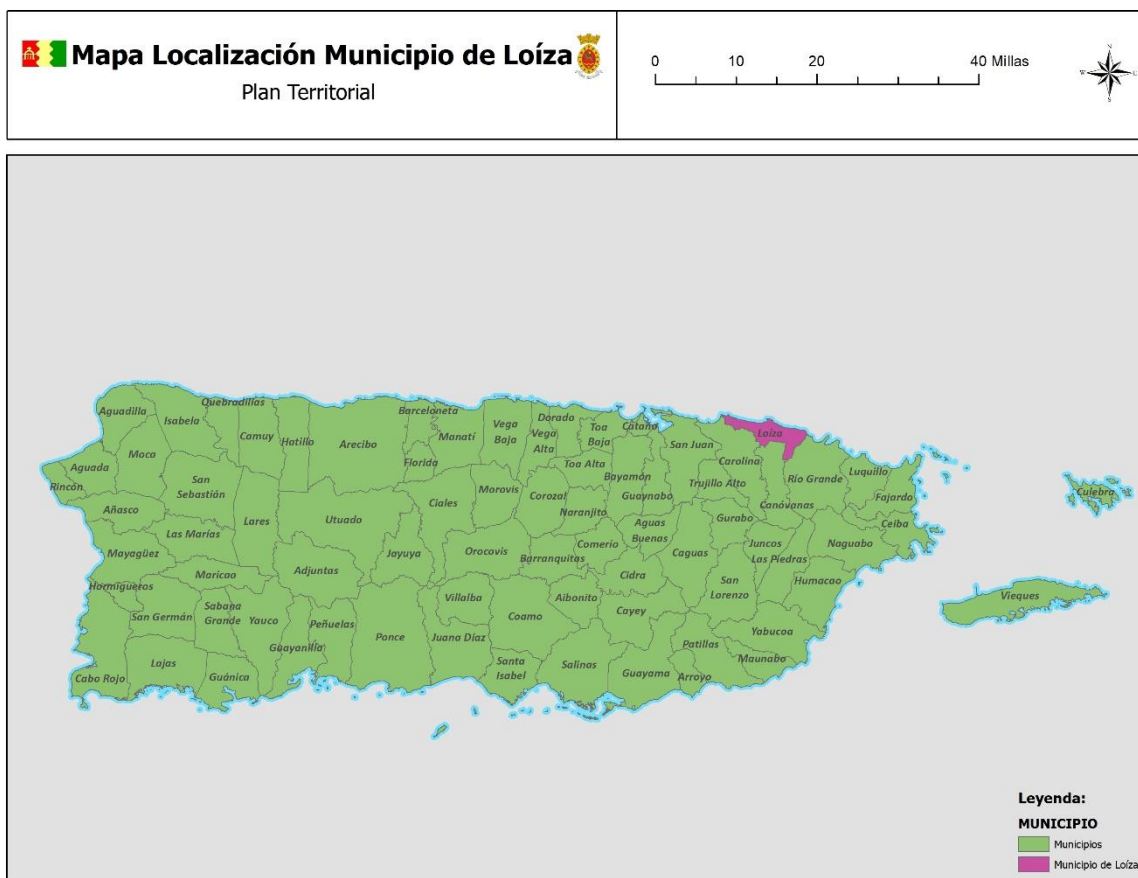 Mapa Localización Municipio de Loíza
Plan Territorial
0 10 20 40 Millas
N
W
S
Quebradillas
Aguadilla
Isabela
Camuy
Hatillo
Arecibo
Barceloneta
Manatí
Florida
Vega
Baja
Dorado
Vega
Alta
Toa
Baja
Cataño
San Juan
Loíza
Moca
Aguada
Rincón
San
Sebastián
Añasco
Las Marías
Lares
Utuado
Ciales
Morovis
Corozal
Toa Alta
Bayamón
Naranjito
Guaynabo
Carolina
Trujillo Alto
Río Grande
Luquillo
Fajardo
Canóvanas
Ceiba
Culebra
Mayagüez
Maricao
Adjuntas
Jayuya
Orocovis
Barranquitas
Comerío
Aguas
Buenas
Caguas
Gurabo
Juncos
Las Piedras
Naguabo
Humacao
Vieques
Hormigueros
San Germán
Sabana
Grande
Yauco
Guayanilla
Peñuelas
Ponce
Villalba
Juana Díaz
Coamo
Aibonito
Cidra
Cayey
San
Lorenzo
Patillas
Yabucoa
Maunabo
Cabo Rojo
Lajas
Guánica
Santa
Isabel
Salinas
Guayama
Arroyo
Leyenda:
MUNICIPIO
Municipios
Municipio de Loíza